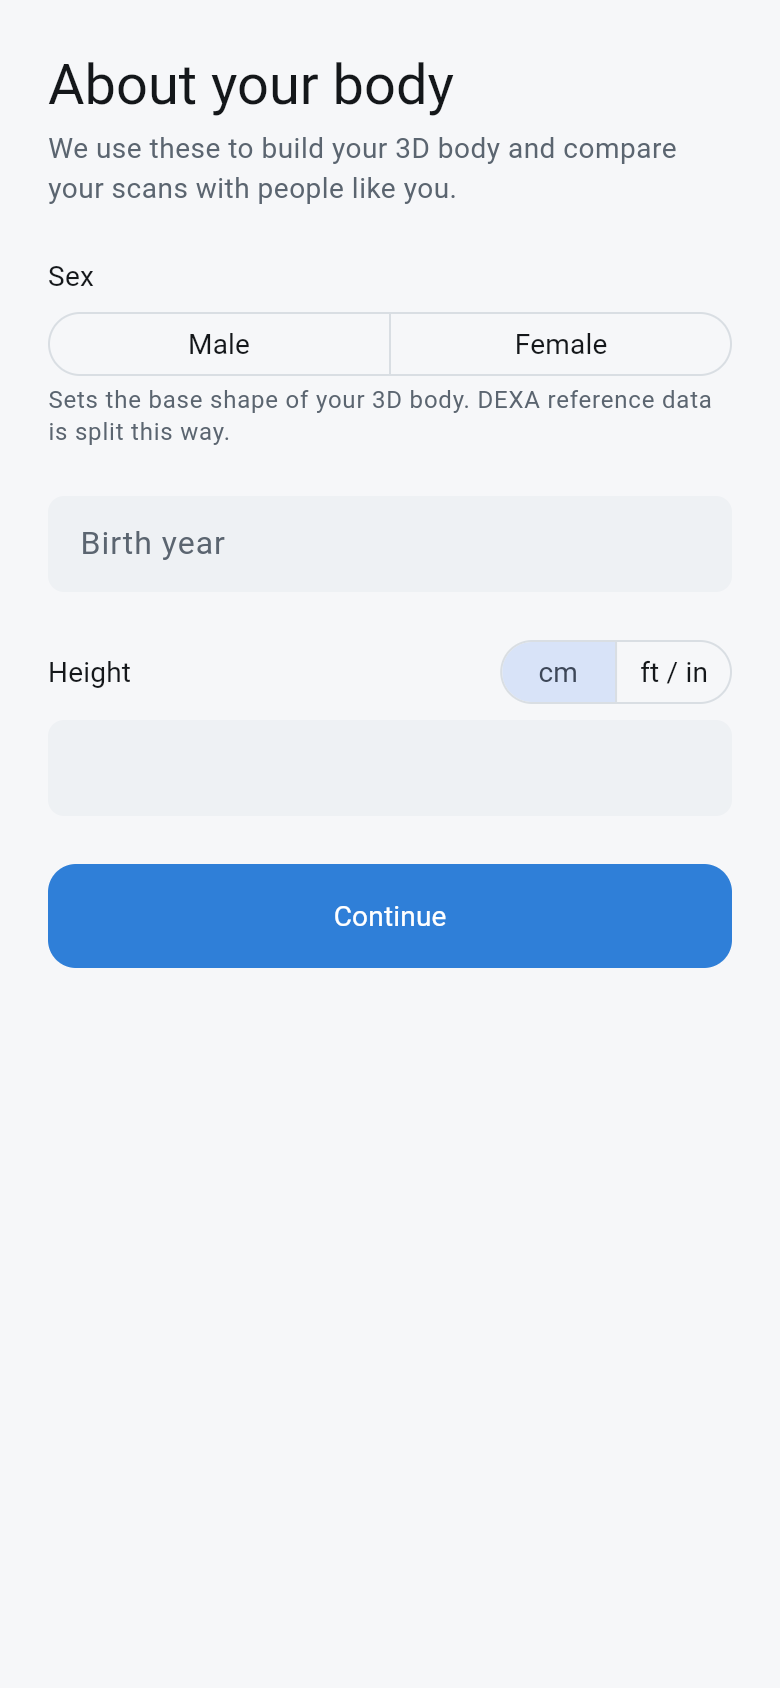 About your body
We use these to build your 3D body and compare
your scans with people like you.
Sex
Male
Female
Sets the base shape of your 3D body. DEXA reference data
is split this way.
Birth year
Height
cm
ft / in
Continue